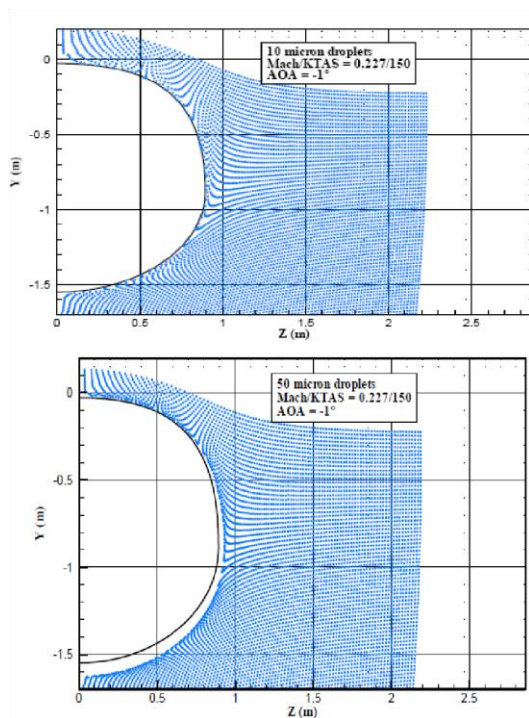 10 micron droplets
Mach/KTAS = 0.227/150
AOA = -1°
0
-0.5
-1
-1.5
Y (m)
0
0.5
1
1.5
2
2.5
Z (m)
50 micron droplets
Mach/KTAS = 0.227/150
AOA = -1°
0
-0.5
-1
-1.5
Y (m)
0
0.5
1
1.5
2
2.5
Z (m)